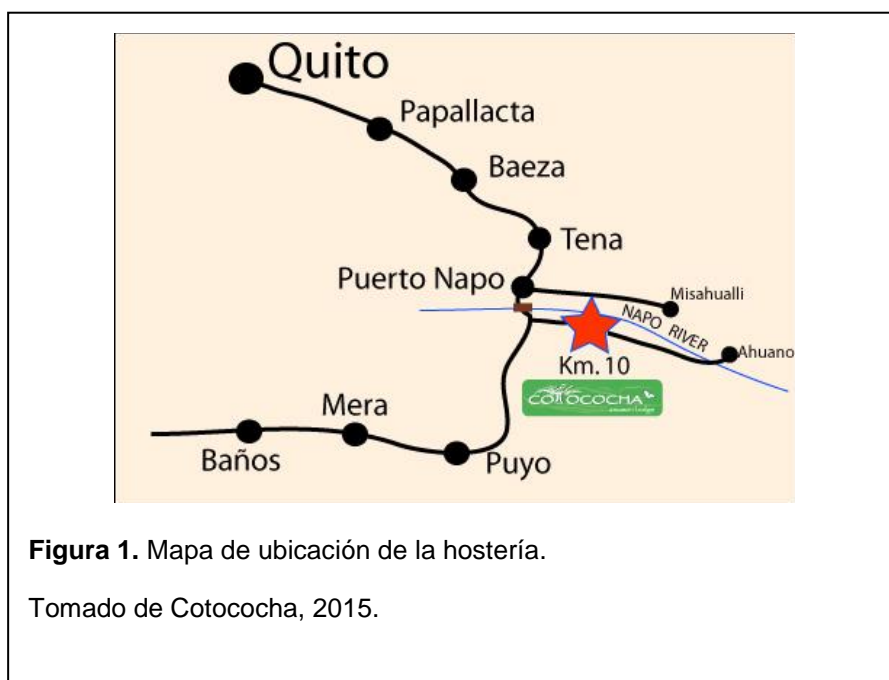 Quito
Papallacta
Baeza
Tena
Puerto Napo
Misahualli
NAPO RIVER
Ahuano
Km. 10
COTOCOCHA
Mera
Baños
Puyo
Figura 1. Mapa de ubicación de la hostería.
Tomado de Cotococha, 2015.